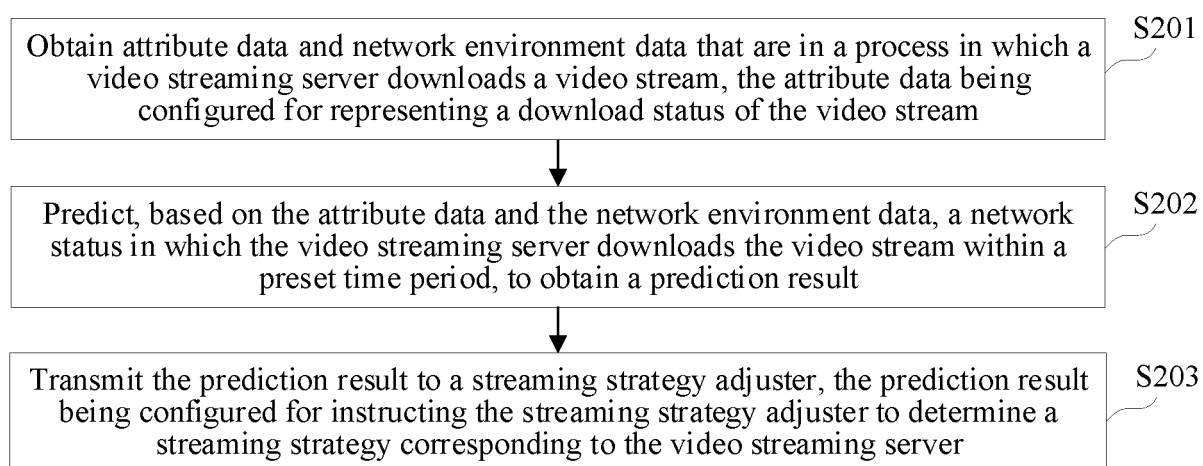 S201
Obtain attribute data and network environment data that are in a process in which a
video streaming server downloads a video stream, the attribute data being
configured for representing a download status of the video stream
S202
Predict, based on the attribute data and the network environment data, a network
status in which the video streaming server downloads the video stream within a
preset time period, to obtain a prediction result
S203
Transmit the prediction result to a streaming strategy adjuster, the prediction result
being configured for instructing the streaming strategy adjuster to determine a
streaming strategy corresponding to the video streaming server